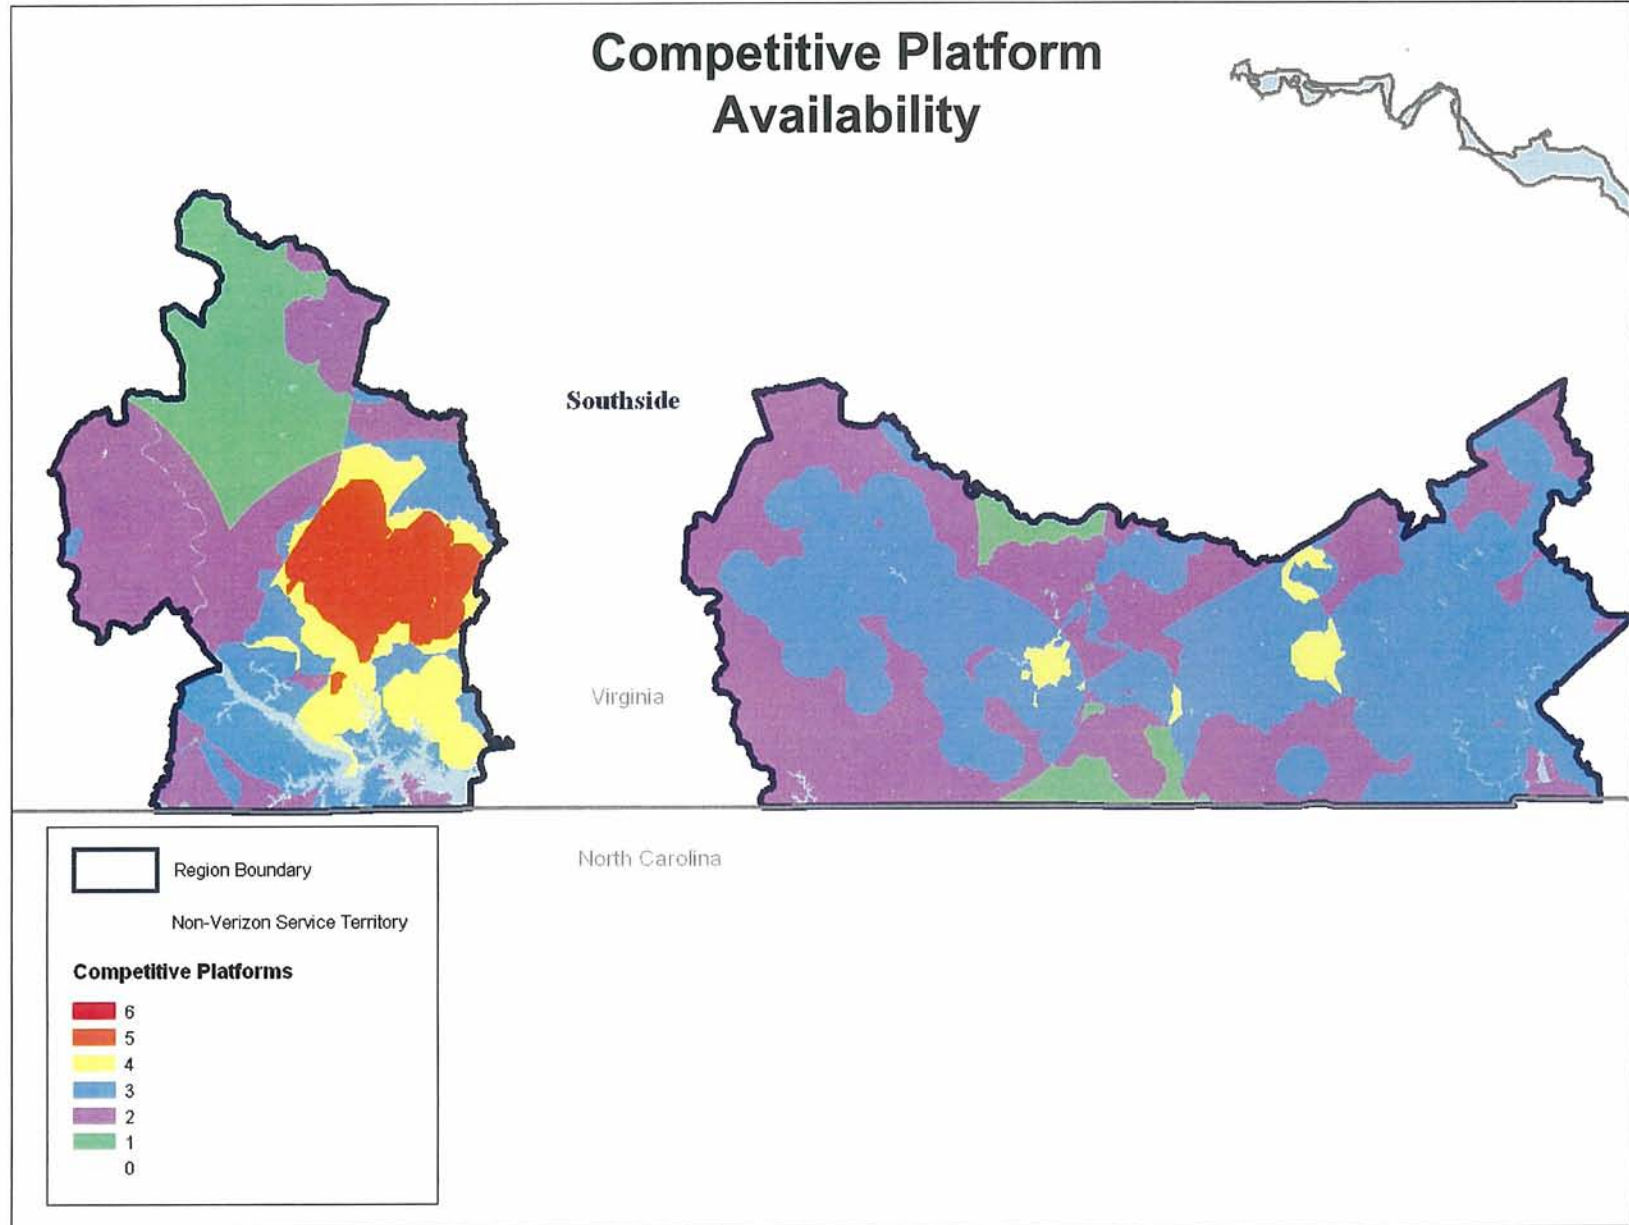 Competitive Platform
Availability
Southside
Virginia
North Carolina
Region Boundary
Non-Verizon Service Territory
Competitive Platforms
6
5
4
3
2
1
0